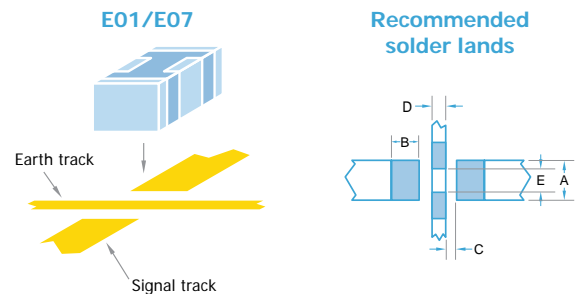 E01/E07
Recommended
solder lands
D
B
Earth track
E
A
C
Signal track